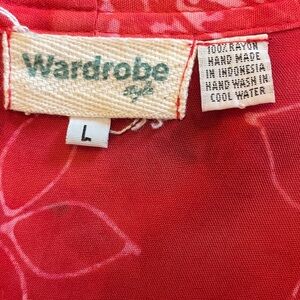 Wardrobe
style
L
100% RAYON
HAND MADE
IN INDONESIA
HAND WASH IN
COOL WATER